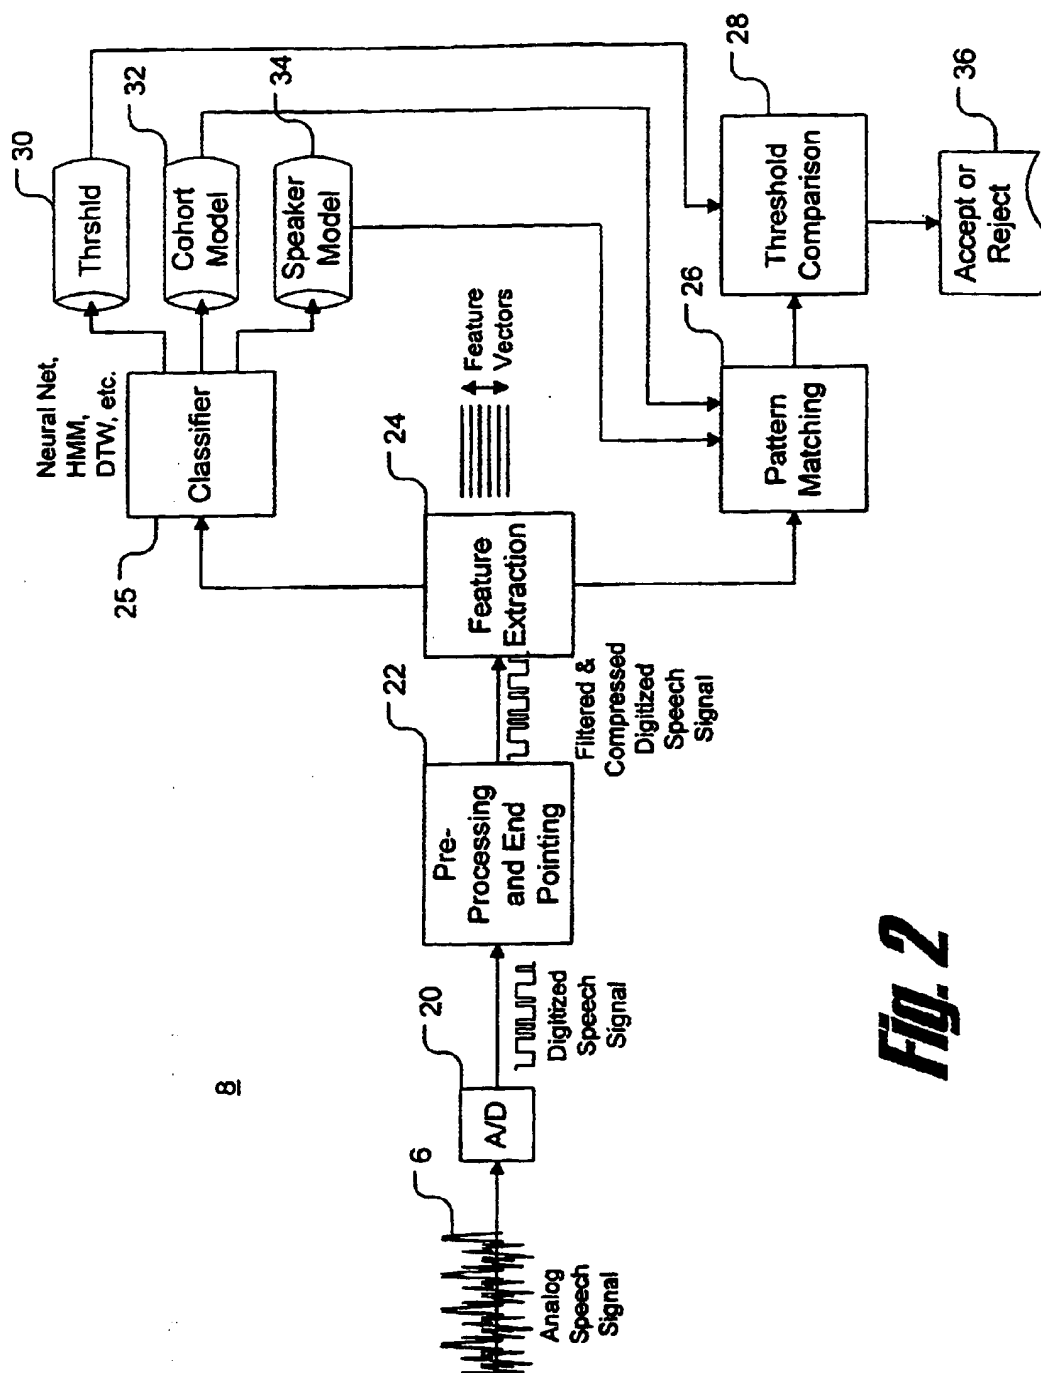 8
6
Analog
Speech
Signal
20
A/D
Digitized
Speech
Signal
22
Pre-
Processing
and End
Pointing
Filtered &
Compressed
Digitized
Speech
Signal
24
Feature
Extraction
Feature
Vectors
25
Classifier
Neural Net,
HMM,
DTW, etc.
30
Thrshld
32
Cohort
Model
34
Speaker
Model
26
Pattern
Matching
28
Threshold
Comparison
36
Accept or
Reject
Fig. 2